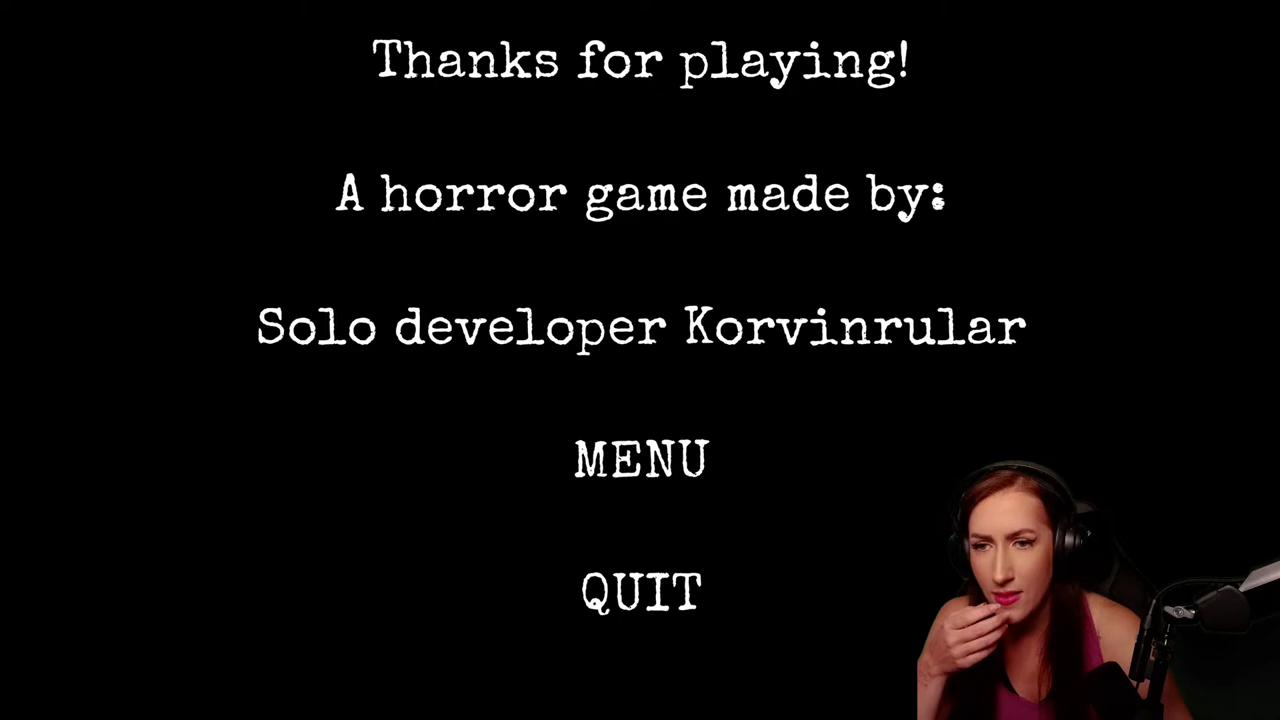 Thanks for playing!
A horror game made by:
Solo developer Korvinrular
MENU
QUIT